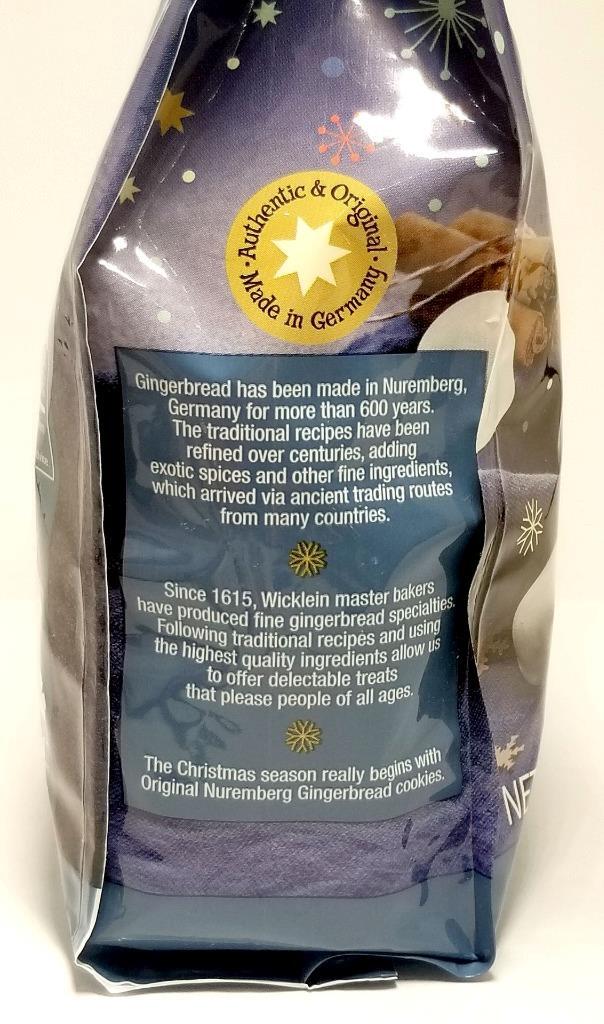 · Authentic & Original ·
Made in Germany
Gingerbread has been made in Nuremberg,
Germany for more than 600 years.
The traditional recipes have been
refined over centuries, adding
exotic spices and other fine ingredients,
which arrived via ancient trading routes
from many countries.
Since 1615, Wicklein master bakers
have produced fine gingerbread specialties.
Following traditional recipes and using
the highest quality ingredients allow us
to offer delectable treats
that please people of all ages.
The Christmas season really begins with
Original Nuremberg Gingerbread cookies.